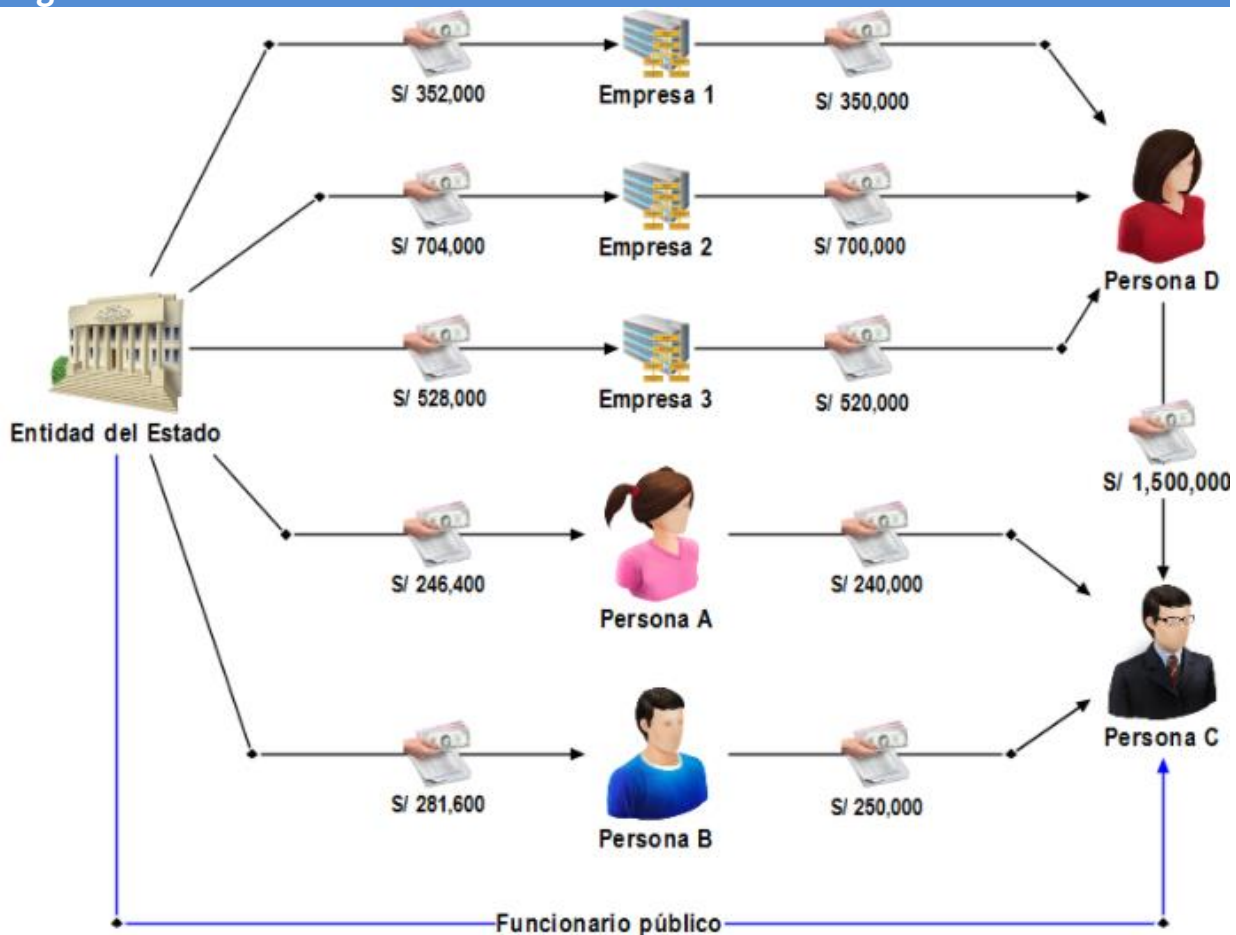 S/ 352,000
Empresa 1
S/ 350,000
S/ 704,000
Empresa 2
S/ 700,000
Persona D
S/ 528,000
Empresa 3
S/ 520,000
Entidad del Estado
S/ 1,500,000
S/ 246,400
Persona A
S/ 240,000
Persona C
S/ 281,600
Persona B
S/ 250,000
Funcionario público